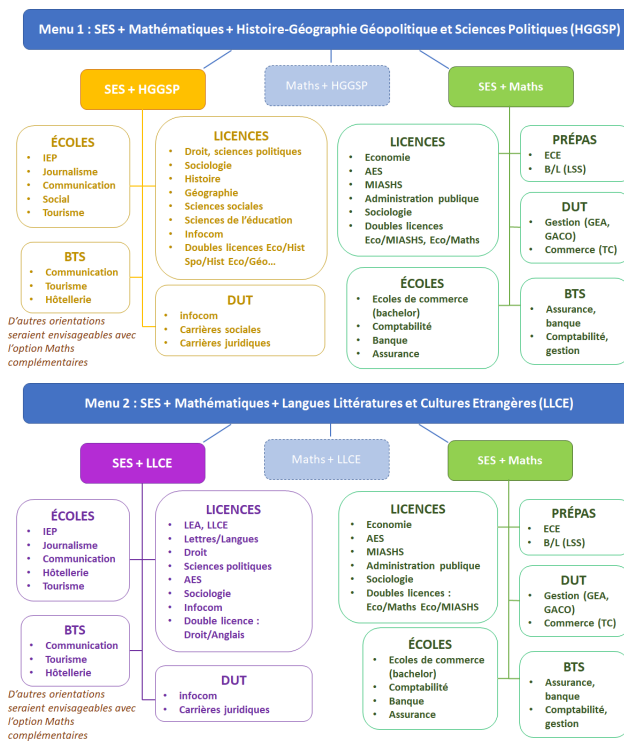 Menu 1 : SES + Mathématiques + Histoire-Géographie Géopolitique et Sciences Politiques (HGGSP)
SES + HGGSP
Maths + HGGSP
SES + Maths
ÉCOLES
• IEP
• Journalisme
• Communication
• Social
• Tourisme
BTS
• Communication
• Tourisme
• Hôtellerie
D'autres orientations
seraient envisageables avec
l'option Maths
complémentaires
LICENCES
• Droit, sciences politiques
• Sociologie
• Histoire
• Géographie
• Sciences sociales
• Sciences de l'éducation
• Infocom
• Doubles licences Eco/Hist
Spo/Hist Eco/Géo...
DUT
• infocom
• Carrières sociales
• Carrières juridiques
LICENCES
• Economie
• AES
• MIASHS
• Administration publique
• Sociologie
• Doubles licences
Eco/MIASHS, Eco/Maths
ÉCOLES
• Ecoles de commerce
(bachelor)
• Comptabilité
• Banque
• Assurance
PRÉPAS
• ECE
• B/L (LSS)
DUT
• Gestion (GEA,
GACO)
• Commerce (TC)
BTS
• Assurance,
banque
• Comptabilité,
gestion
Menu 2 : SES + Mathématiques + Langues Littératures et Cultures Etrangères (LLCE)
SES + LLCE
Maths + LLCE
SES + Maths
ÉCOLES
• IEP
• Journalisme
• Communication
• Hôtellerie
• Tourisme
BTS
• Communication
• Tourisme
• Hôtellerie
D'autres orientations
seraient envisageables avec
l'option Maths
complémentaires
LICENCES
• LEA, LLCE
• Lettres/Langues
• Droit
• Sciences politiques
• AES
• Sociologie
• Infocom
• Double licence :
Droit/Anglais
DUT
• infocom
• Carrières juridiques
LICENCES
• Economie
• AES
• MIASHS
• Administration publique
• Sociologie
• Doubles licences :
Eco/Maths Eco/MIASHS
ÉCOLES
• Ecoles de commerce
(bachelor)
• Comptabilité
• Banque
• Assurance
PRÉPAS
• ECE
• B/L (LSS)
DUT
• Gestion (GEA,
GACO)
• Commerce (TC)
BTS
• Assurance,
banque
• Comptabilité,
gestion